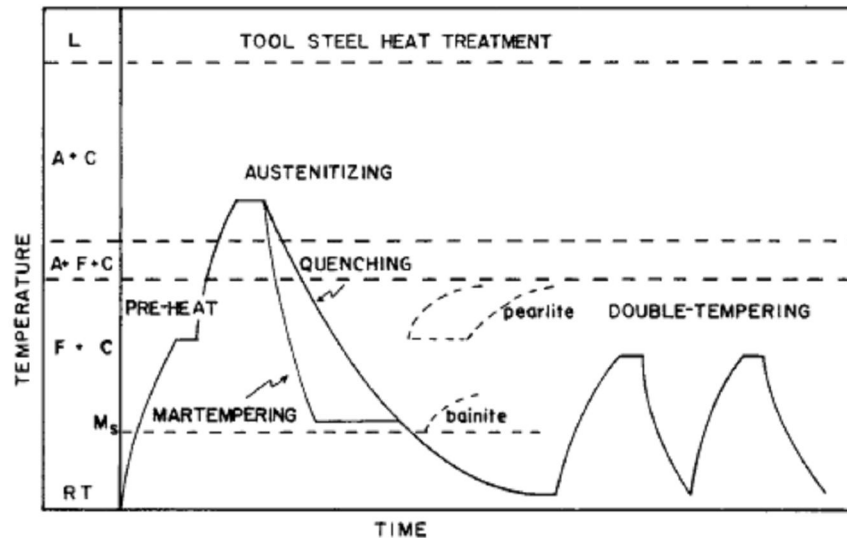 L
TOOL STEEL HEAT TREATMENT
A + C
AUSTENITIZING
A + F + C
QUENCHING
PRE-HEAT
pearlite
DOUBLE-TEMPERING
F + C
MARTEMPERING
Ms
bainite
RT
TEMPERATURE
TIME